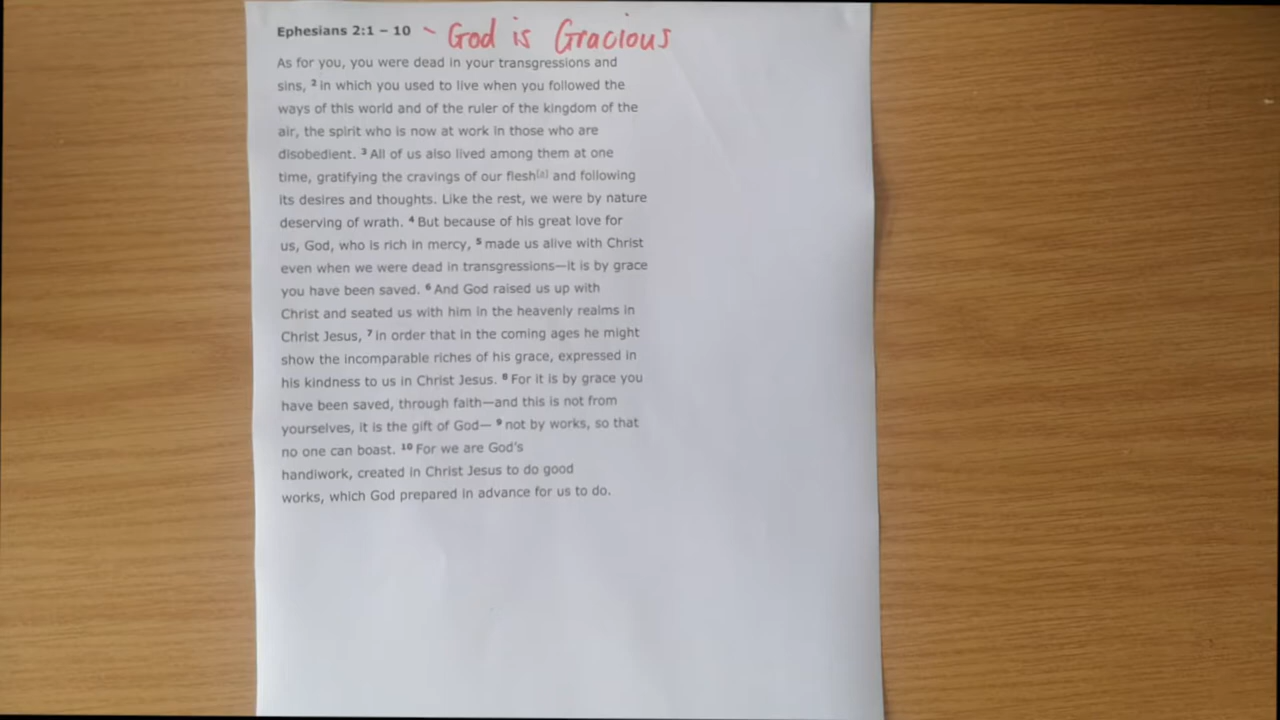 Ephesians 2:1 – 10 - God is Gracious
As for you, you were dead in your transgressions and
sins, ² in which you used to live when you followed the
ways of this world and of the ruler of the kingdom of the
air, the spirit who is now at work in those who are
disobedient. ³ All of us also lived among them at one
time, gratifying the cravings of our flesh[a] and following
its desires and thoughts. Like the rest, we were by nature
deserving of wrath. ⁴ But because of his great love for
us, God, who is rich in mercy, ⁵ made us alive with Christ
even when we were dead in transgressions—it is by grace
you have been saved. ⁶ And God raised us up with
Christ and seated us with him in the heavenly realms in
Christ Jesus, ⁷ in order that in the coming ages he might
show the incomparable riches of his grace, expressed in
his kindness to us in Christ Jesus. ⁸ For it is by grace you
have been saved, through faith—and this is not from
yourselves, it is the gift of God— ⁹ not by works, so that
no one can boast. ¹⁰ For we are God's
handiwork, created in Christ Jesus to do good
works, which God prepared in advance for us to do.